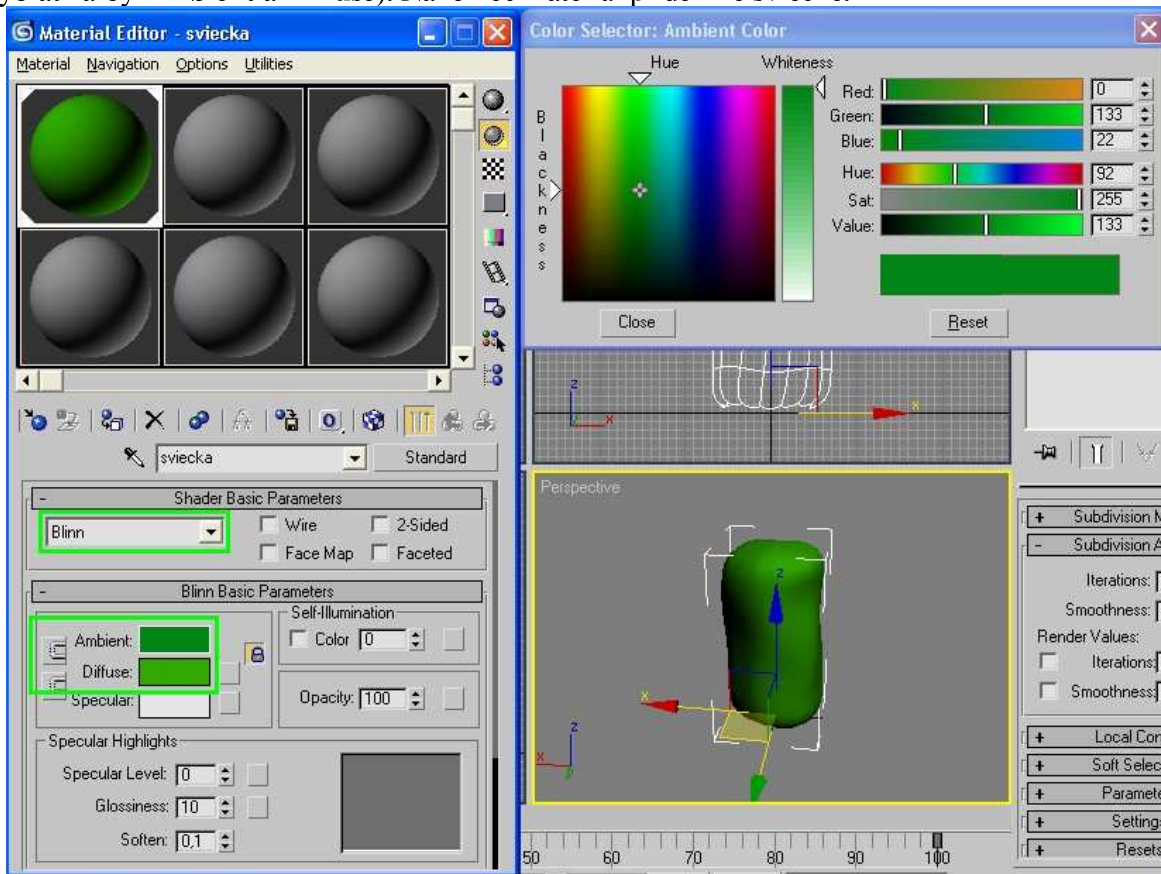 Material Editor - sviecka
Material Navigation Options Utilities
sviecka Standard
- Shader Basic Parameters
Blinn
Wire 2-Sided
Face Map Faceted
- Blinn Basic Parameters
Self-Illumination
Ambient:
Color 0
Diffuse:
Specular:
Opacity: 100
Specular Highlights
Specular Level: 0
Glossiness: 10
Soften: 0,1
Color Selector: Ambient Color
Hue Whiteness
Blackness
Red: 0
Green: 133
Blue: 22
Hue: 92
Sat: 255
Value: 133
Close Reset
z
x
x
Perspective
z
x
z
x
+ Subdivision
- Subdivision
Iterations:
Smoothness:
Render Values:
Iterations:
Smoothness:
+ Local
+ Soft
+
+
+ Resets
50 60 70 80 90 100